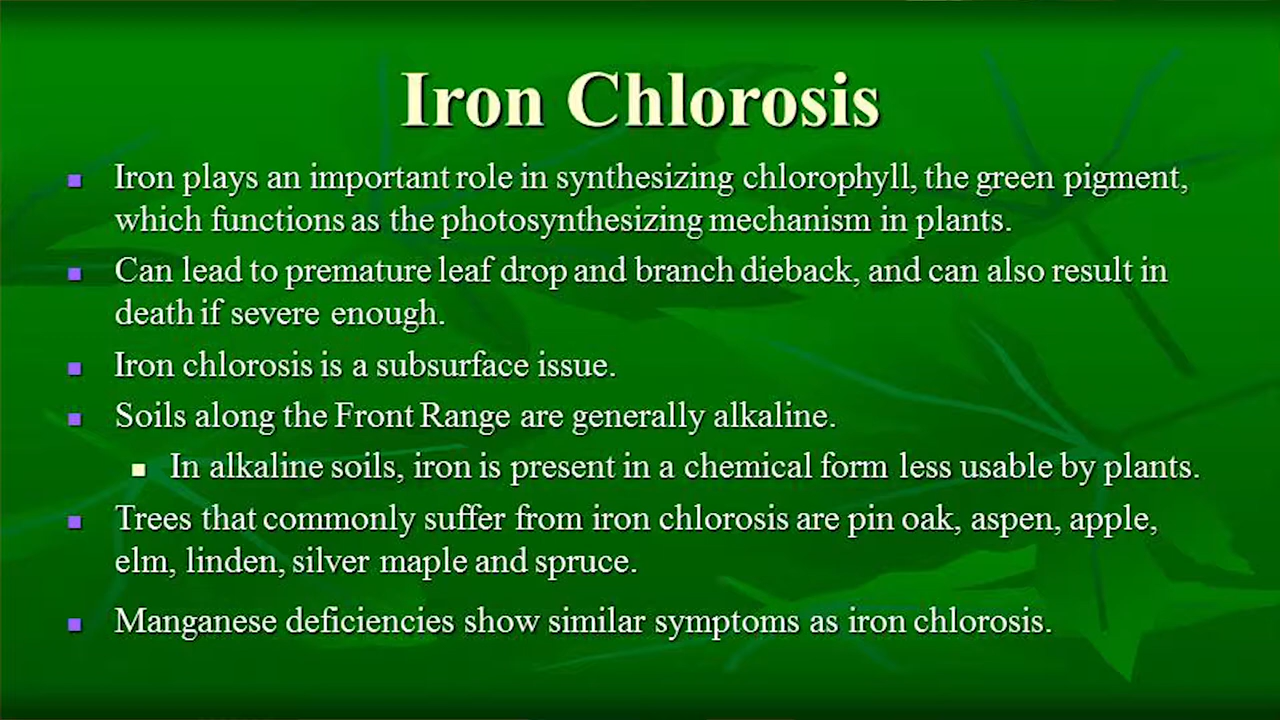 Iron Chlorosis
Iron plays an important role in synthesizing chlorophyll, the green pigment,
which functions as the photosynthesizing mechanism in plants.
Can lead to premature leaf drop and branch dieback, and can also result in
death if severe enough.
Iron chlorosis is a subsurface issue.
Soils along the Front Range are generally alkaline.
In alkaline soils, iron is present in a chemical form less usable by plants.
Trees that commonly suffer from iron chlorosis are pin oak, aspen, apple,
elm, linden, silver maple and spruce.
Manganese deficiencies show similar symptoms as iron chlorosis.